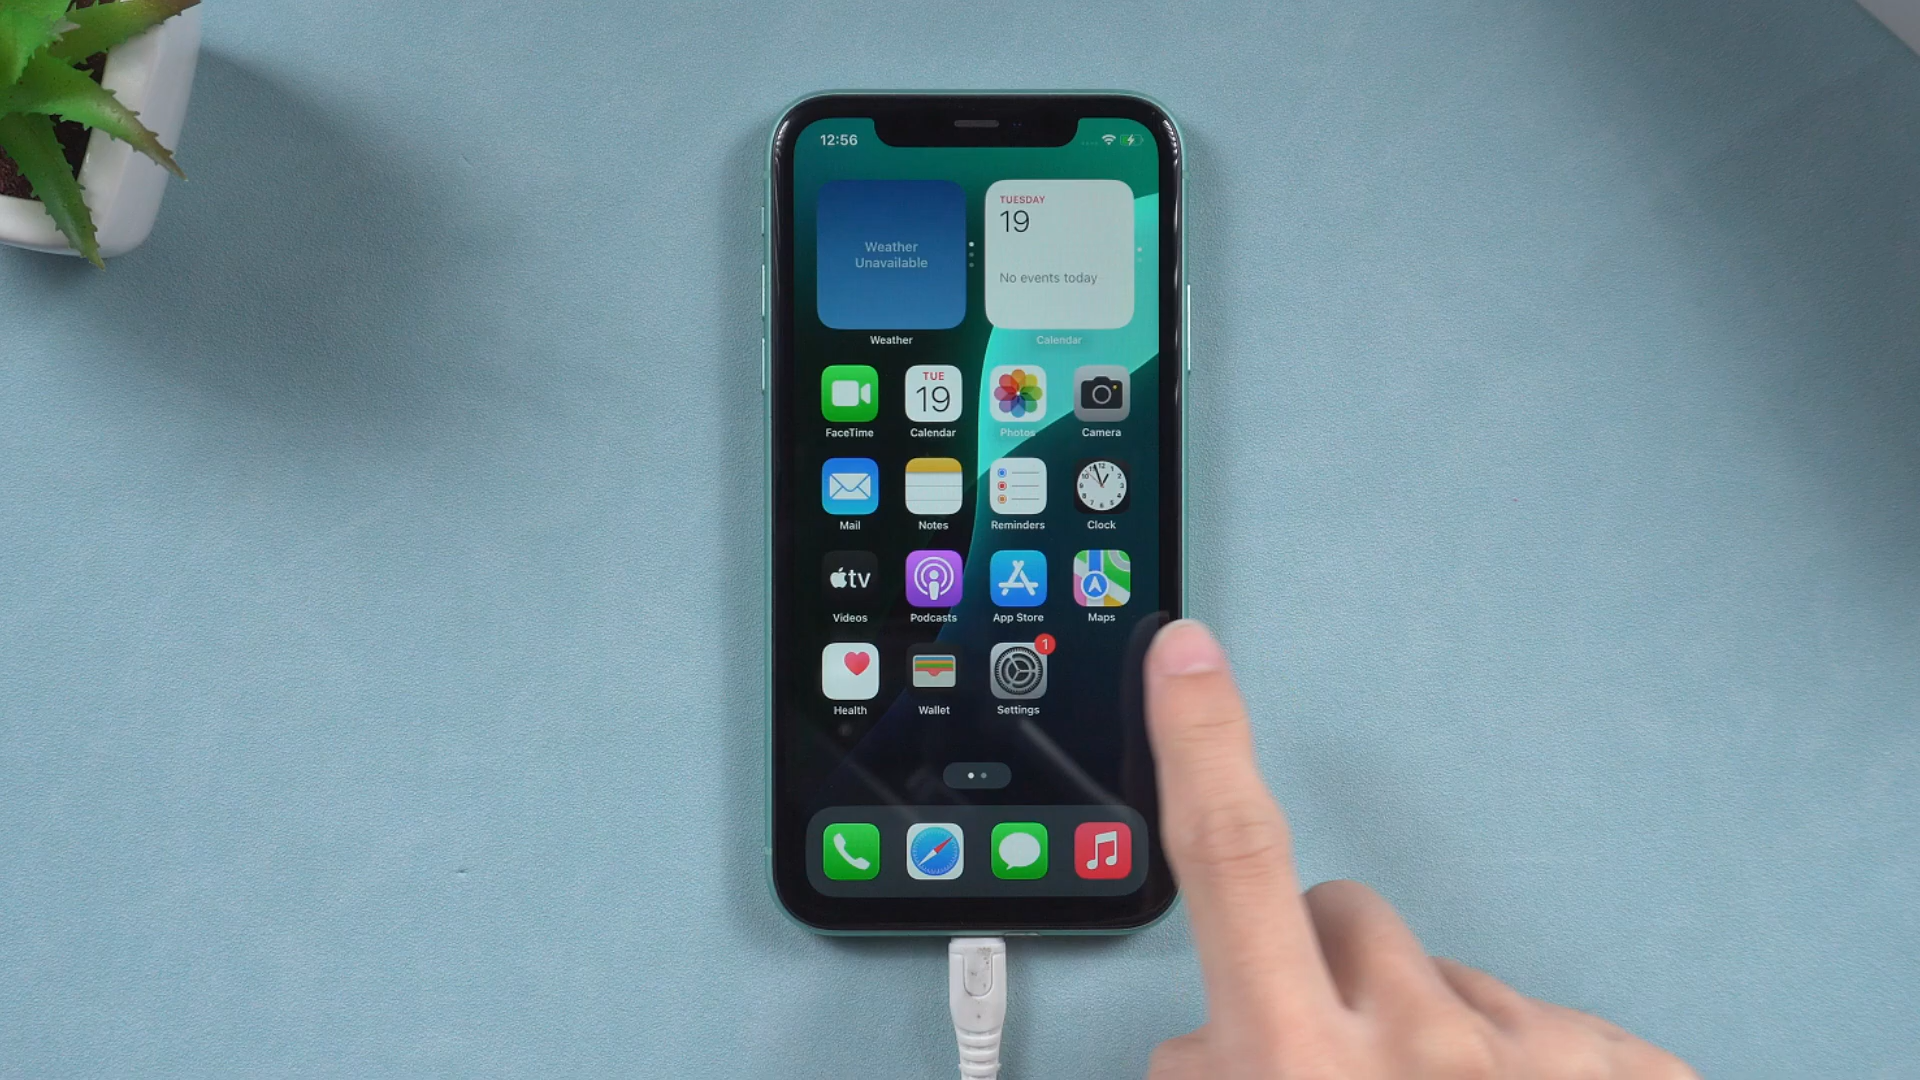 12:56
Weather
Unavailable
TUESDAY
19
No events today
Weather
Calendar
TUE
19
FaceTime
Calendar
Photos
Camera
Mail
Notes
Reminders
Clock
tv
Videos
Podcasts
App Store
Maps
1
Health
Wallet
Settings